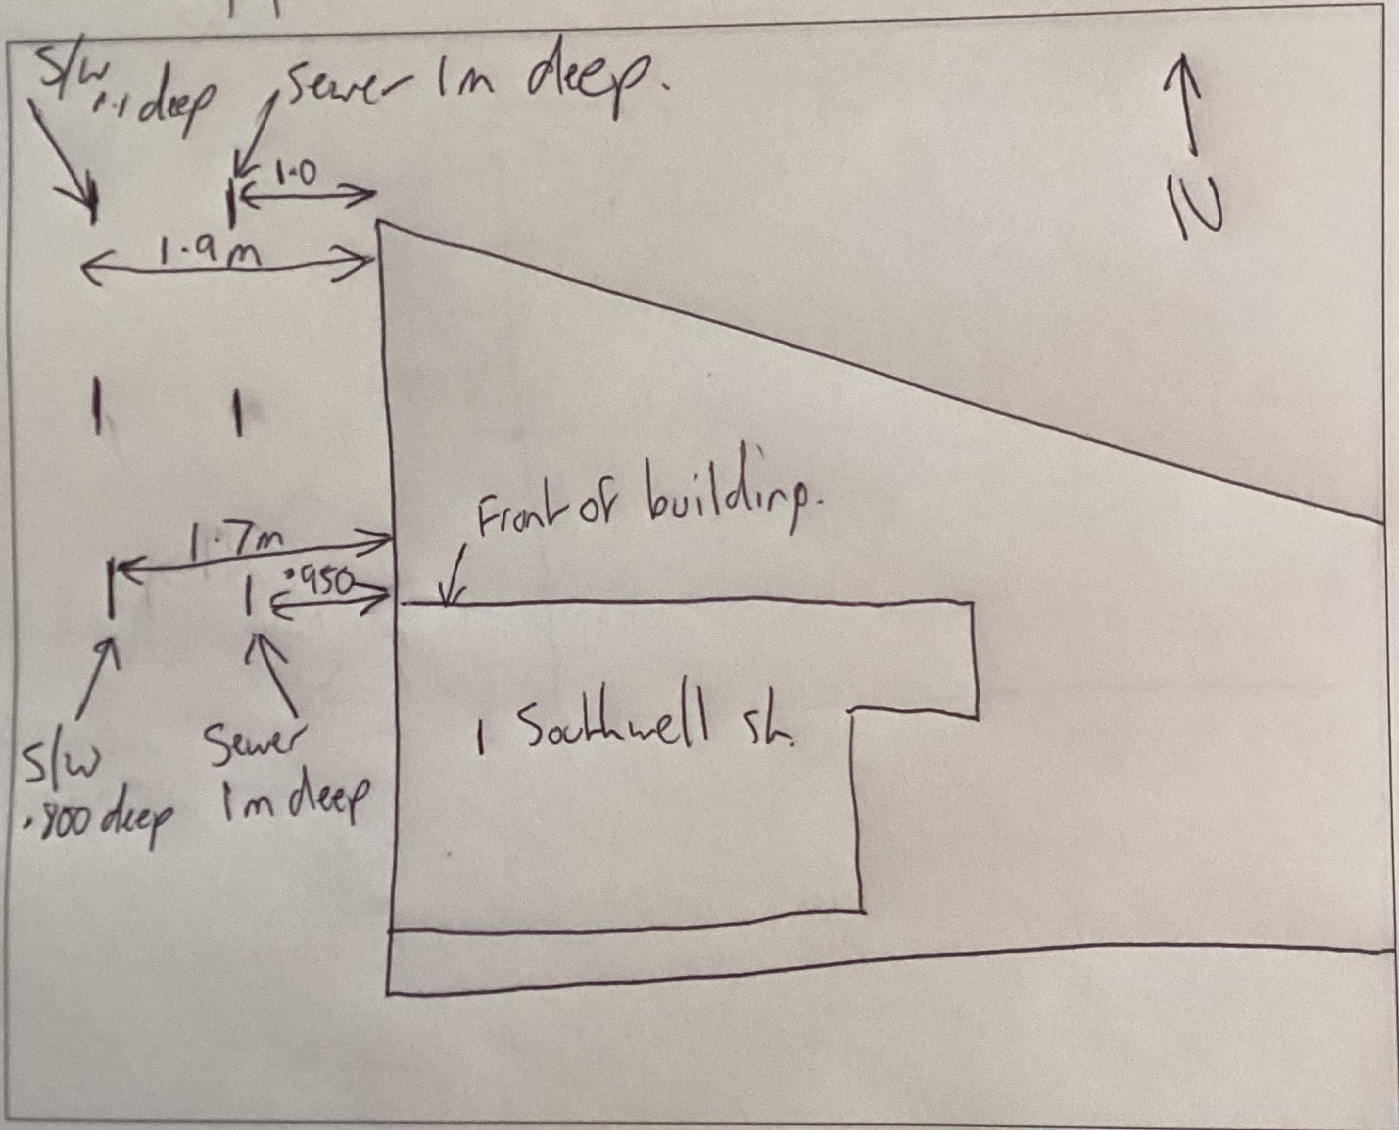 S/w
1.1 deep
Sewer 1m deep.
1.0
1.9m
N
Front of building.
1.7m
.950
1 Southwell st.
S/w
.800 deep
Sewer
1m deep